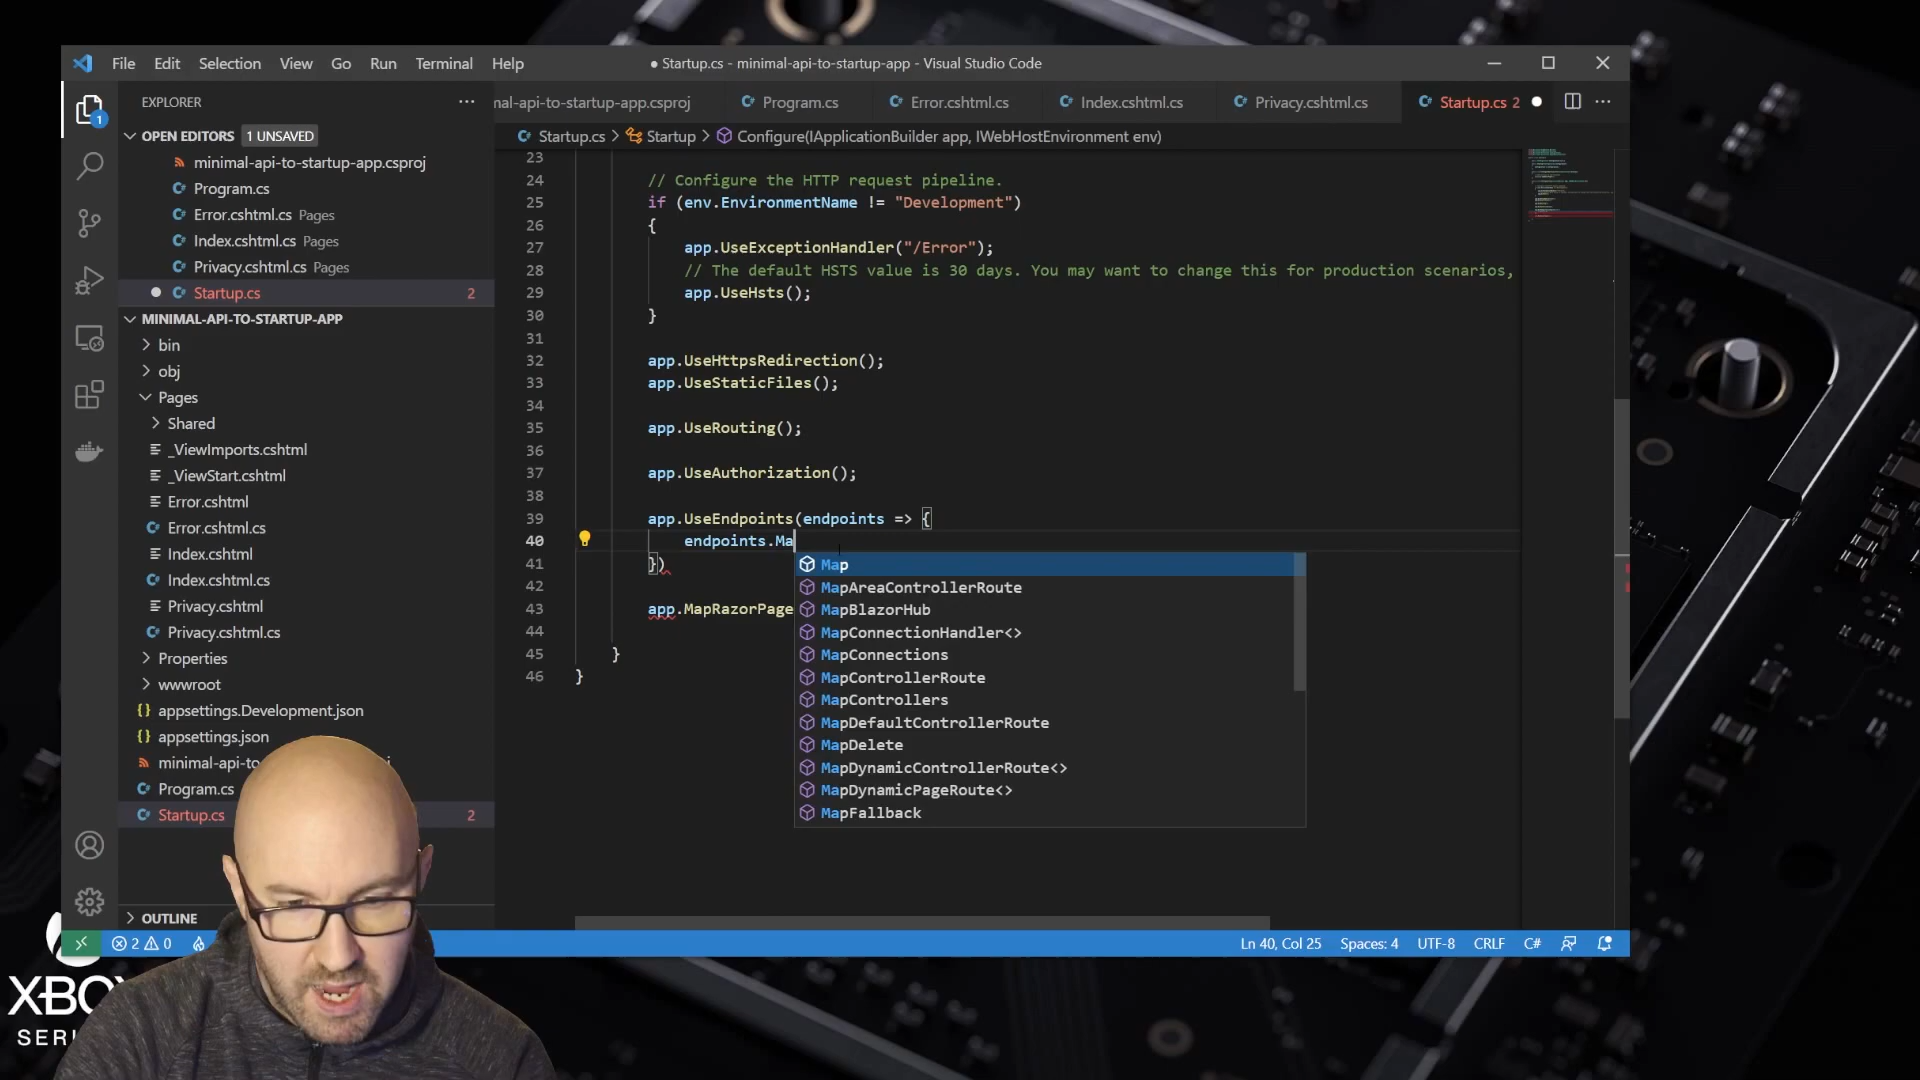 File Edit Selection View Go Run Terminal Help
● Startup.cs - minimal-api-to-startup-app - Visual Studio Code
EXPLORER
nal-api-to-startup-app.csproj
Program.cs
Error.cshtml.cs
Index.cshtml.cs
Privacy.cshtml.cs
Startup.cs 2
OPEN EDITORS 1 UNSAVED
Startup.cs > Startup > Configure(IApplicationBuilder app, IWebHostEnvironment env)
minimal-api-to-startup-app.csproj
Program.cs
Error.cshtml.cs Pages
Index.cshtml.cs Pages
Privacy.cshtml.cs Pages
Startup.cs 2
MINIMAL-API-TO-STARTUP-APP
bin
obj
Pages
Shared
_ViewImports.cshtml
_ViewStart.cshtml
Error.cshtml
Error.cshtml.cs
Index.cshtml
Index.cshtml.cs
Privacy.cshtml
Privacy.cshtml.cs
Properties
wwwroot
appsettings.Development.json
appsettings.json
minimal-api-to
Program.cs
Startup.cs 2
OUTLINE
23
24 // Configure the HTTP request pipeline.
25 if (env.EnvironmentName != "Development")
26 {
27 app.UseExceptionHandler("/Error");
28 // The default HSTS value is 30 days. You may want to change this for production scenarios,
29 app.UseHsts();
30 }
31
32 app.UseHttpsRedirection();
33 app.UseStaticFiles();
34
35 app.UseRouting();
36
37 app.UseAuthorization();
38
39 app.UseEndpoints(endpoints => {
40 endpoints.Ma
41 })
42
43 app.MapRazorPage
44
45 }
46 }
Map
MapAreaControllerRoute
MapBlazorHub
MapConnectionHandler<>
MapConnections
MapControllerRoute
MapControllers
MapDefaultControllerRoute
MapDelete
MapDynamicControllerRoute<>
MapDynamicPageRoute<>
MapFallback
1
2 0
Ln 40, Col 25 Spaces: 4 UTF-8 CRLF C#
XBO
SERI